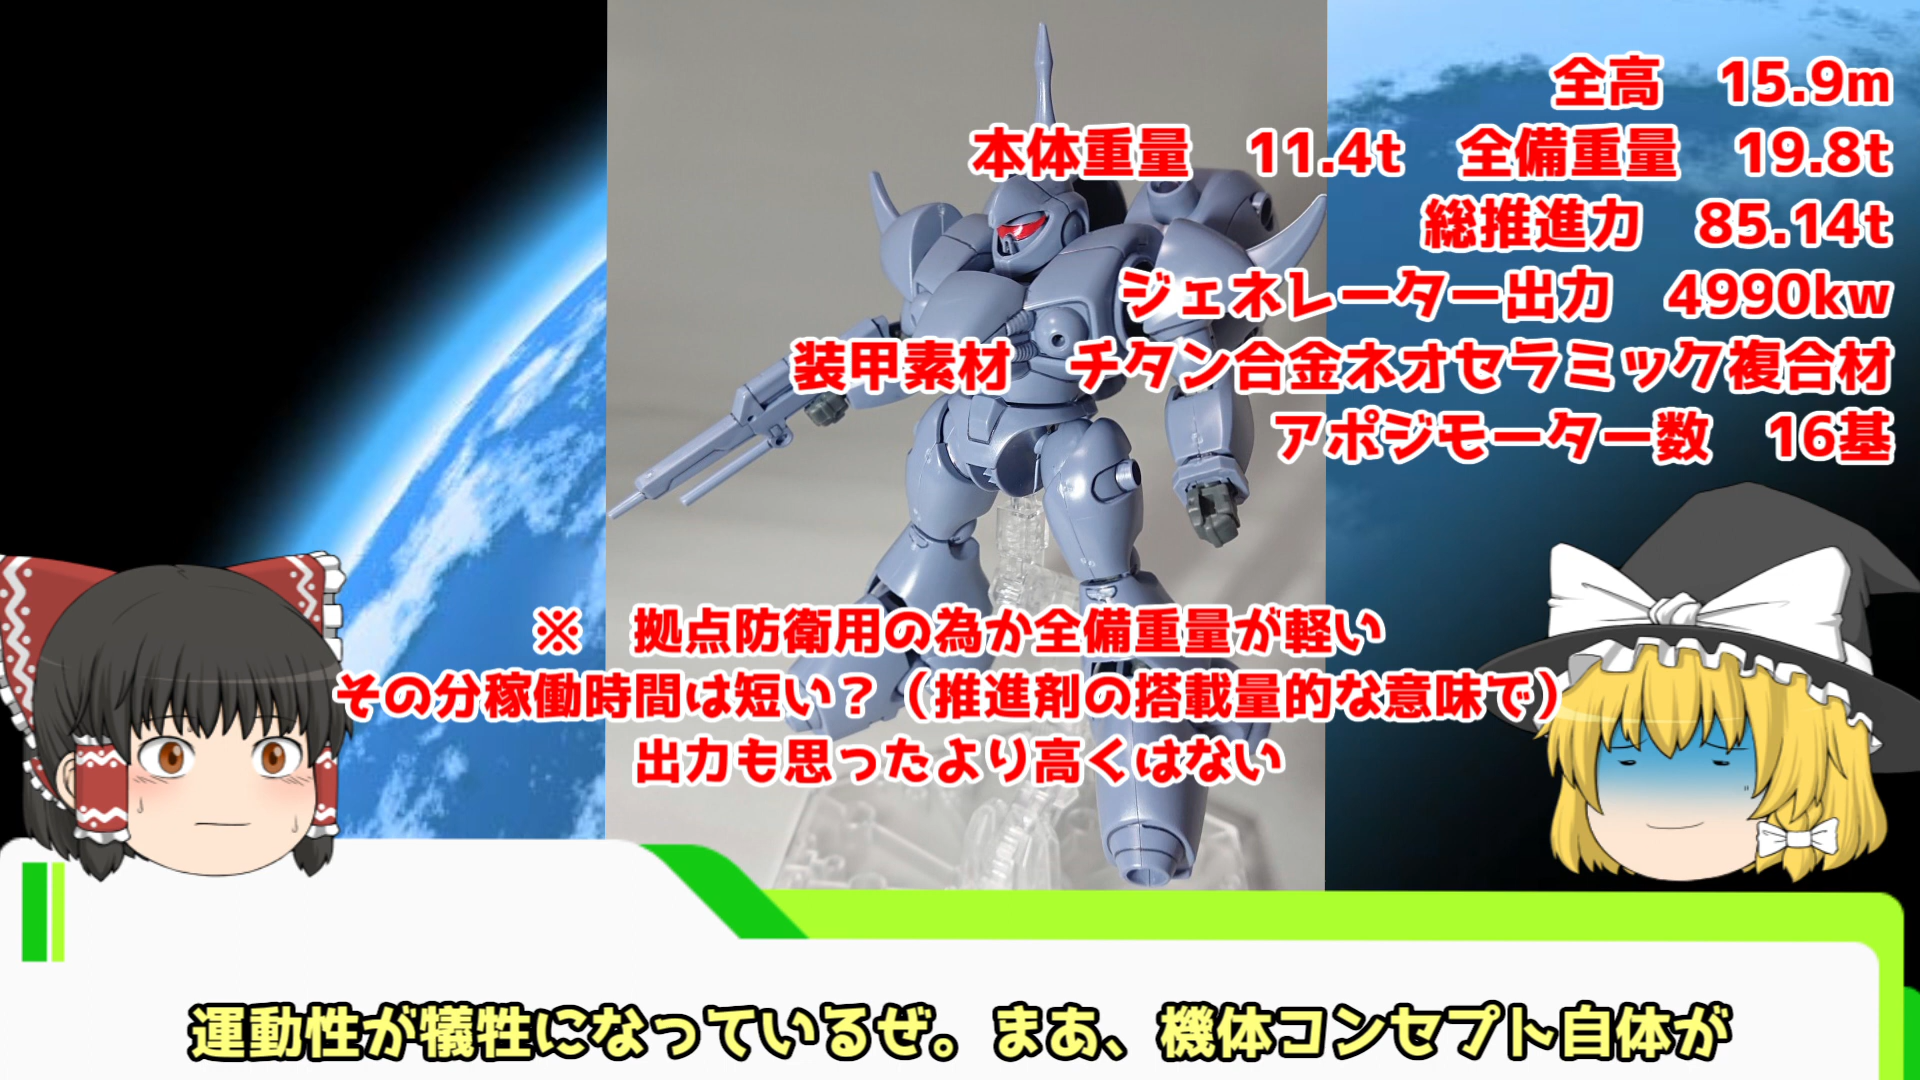 全高　15.9m
本体重量　11.4t　全備重量　19.8t
総推進力　85.14t
ジェネレーター出力　4990kw
装甲素材　チタン合金ネオセラミック複合材
アポジモーター数　16基
※　拠点防衛用の為か全備重量が軽い
その分稼働時間は短い？（推進剤の搭載量的な意味で）
出力も思ったより高くはない
運動性が犠牲になっているぜ。まあ、機体コンセプト自体が